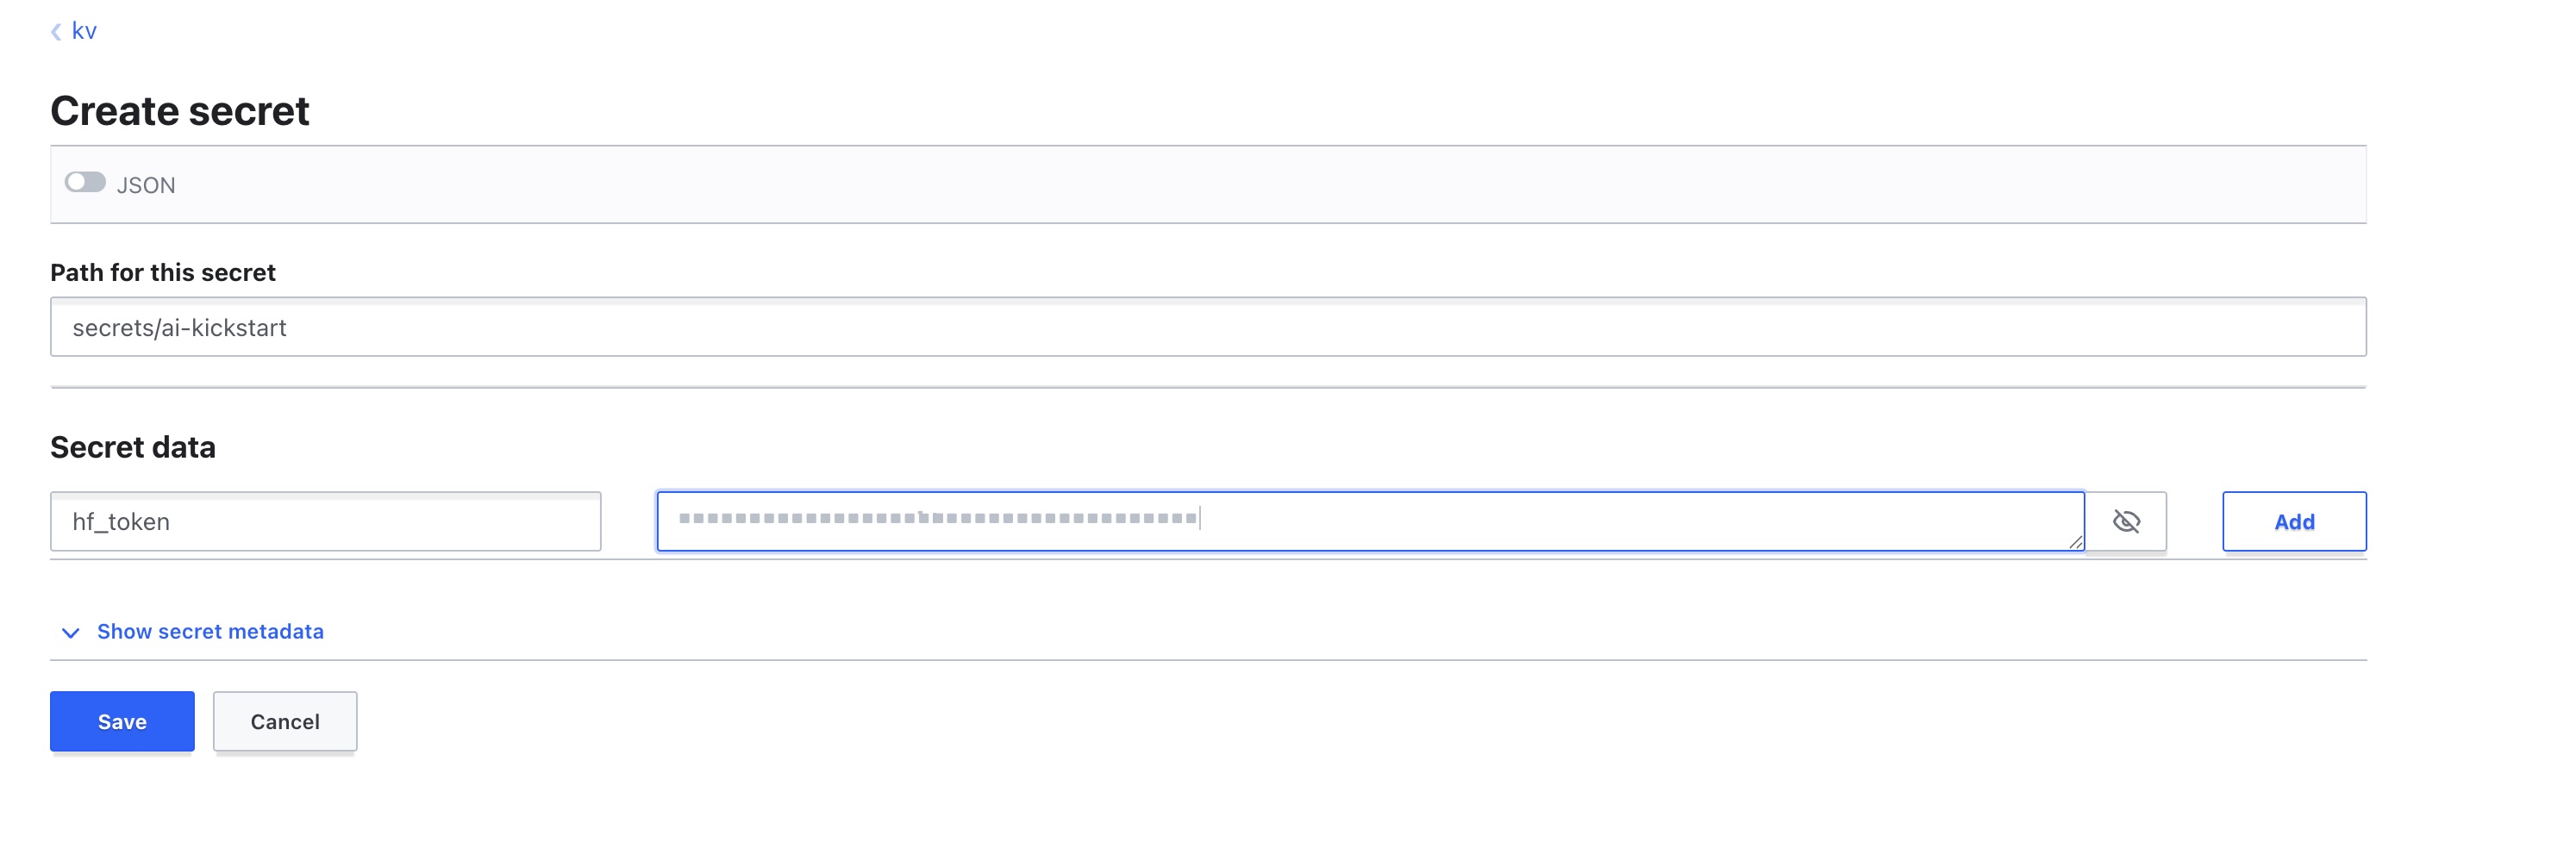 kv
Create secret
JSON
Path for this secret
secrets/ai-kickstart
Secret data
hf_token
Add
Show secret metadata
Save Cancel